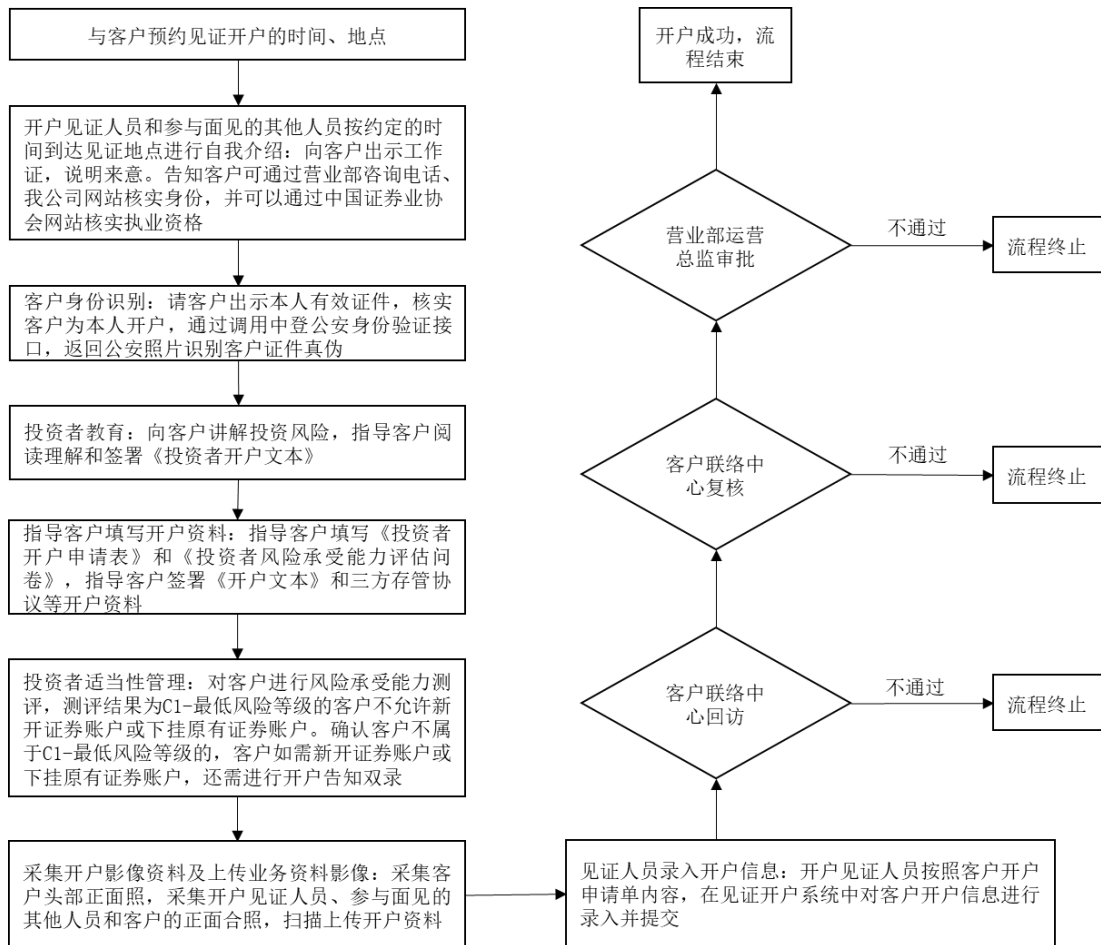 与客户预约见证开户的时间、地点
开户见证人员和参与面见的其他人员按约定的时
间到达见证地点进行自我介绍：向客户出示工作
证，说明来意。告知客户可通过营业部咨询电话、
我公司网站核实身份，并可以通过中国证券业协
会网站核实执业资格
客户身份识别：请客户出示本人有效证件，核实
客户为本人开户，通过调用中登公安身份验证接
口，返回公安照片识别客户证件真伪
投资者教育：向客户讲解投资风险，指导客户阅
读理解和签署《投资者开户文本》
指导客户填写开户资料：指导客户填写《投资者
开户申请表》和《投资者风险承受能力评估问
卷》，指导客户签署《开户文本》和三方存管协
议等开户资料
投资者适当性管理：对客户进行风险承受能力测
评，测评结果为C1-最低风险等级的客户不允许新
开证券账户或下挂原有证券账户。确认客户不属
于C1-最低风险等级的，客户如需新开证券账户或
下挂原有证券账户，还需进行开户告知双录
采集开户影像资料及上传业务资料影像：采集客
户头部正面照，采集开户见证人员、参与面见的
其他人员和客户的正面合照，扫描上传开户资料
见证人员录入开户信息：开户见证人员按照客户开户
申请单内容，在见证开户系统中对客户开户信息进行
录入并提交
客户联络中
心回访
不通过
流程终止
客户联络中
心复核
不通过
流程终止
营业部运营
总监审批
不通过
流程终止
开户成功，流
程结束